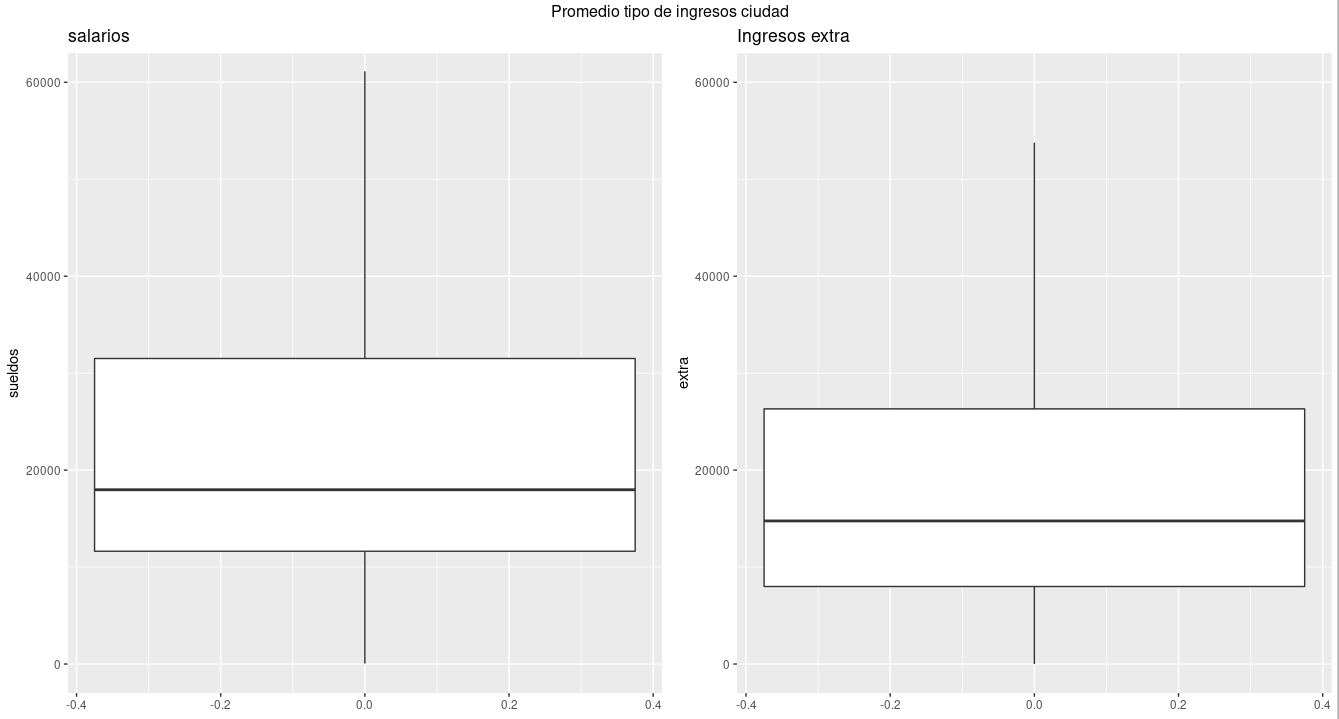 Promedio tipo de ingresos ciudad
salarios
sueldos
60000
40000
20000
0
-0.4 -0.2 0.0 0.2 0.4
Ingresos extra
extra
60000
40000
20000
0
-0.4 -0.2 0.0 0.2 0.4